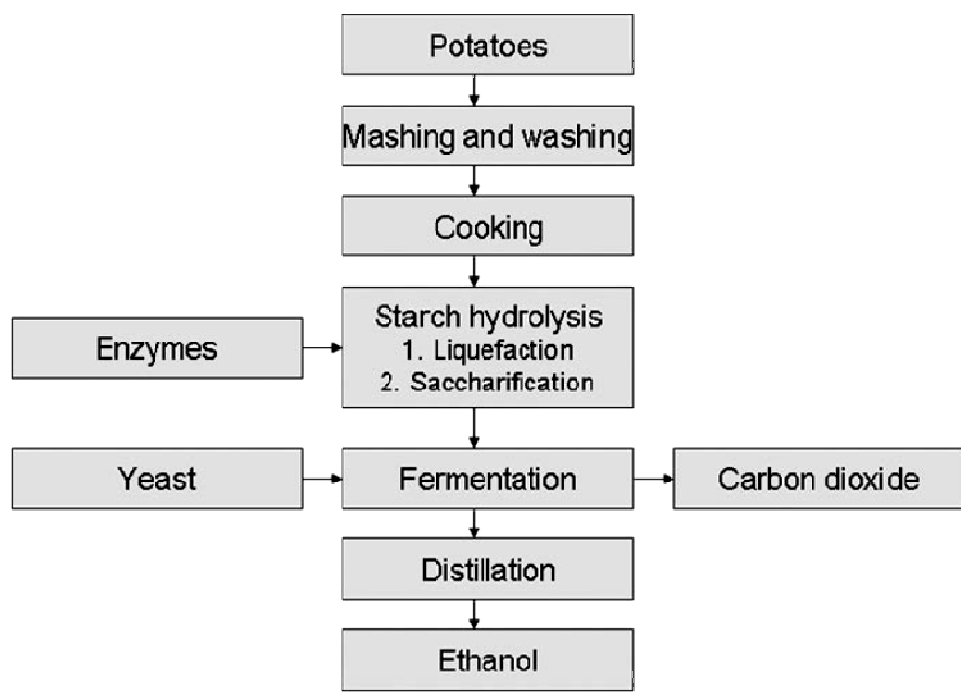 Potatoes
Mashing and washing
Cooking
Starch hydrolysis
1. Liquefaction
2. Saccharification
Enzymes
Yeast
Fermentation
Carbon dioxide
Distillation
Ethanol